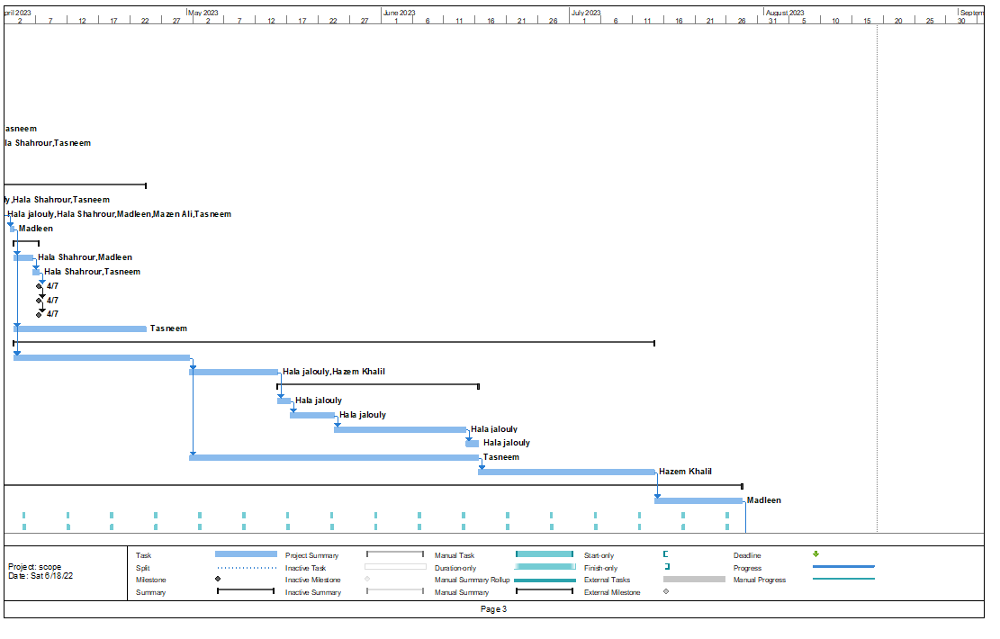 pril 2023 May 2023 June 2023 July 2023 August 2023 Septem
2 7 12 17 22 27 2 7 12 17 22 27 1 6 11 16 21 26 1 6 11 16 21 26 31 5 10 15 20 25 30
asneem
la Shahrour,Tasneem
ly,Hala Shahrour,Tasneem
Hala jalouly,Hala Shahrour,Madleen,Mazen Ali,Tasneem
Madleen
Hala Shahrour,Madleen
Hala Shahrour,Tasneem
4/7
4/7
4/7
Tasneem
Hala jalouly,Hazem Khalil
Hala jalouly
Hala jalouly
Hala jalouly
Hala jalouly
Tasneem
Hazem Khalil
Madleen
Project: scope
Date: Sat 6/18/22
Task
Split
Milestone
Summary
Project Summary
Inactive Task
Inactive Milestone
Inactive Summary
Manual Task
Duration-only
Manual Summary Rollup
Manual Summary
Start-only
Finish-only
External Tasks
External Milestone
Deadline
Progress
Manual Progress
Page 3